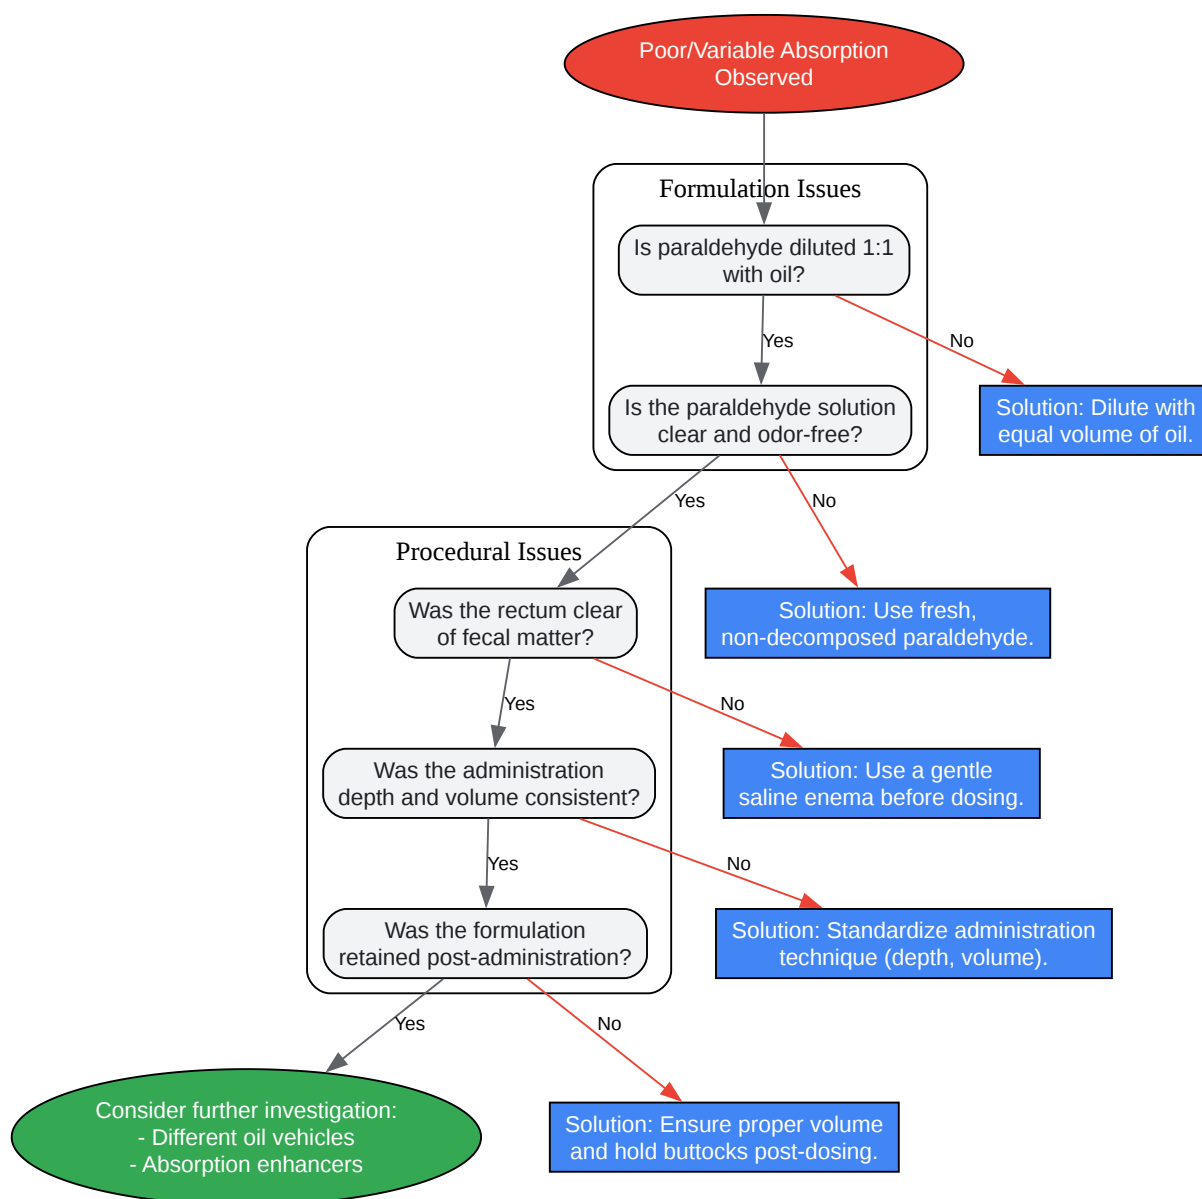 Poor/Variable Absorption
Observed
Formulation Issues
Is paraldehyde diluted 1:1
with oil?
Yes
No
Is the paraldehyde solution
clear and odor-free?
Solution: Dilute with
equal volume of oil.
Yes
No
Procedural Issues
Was the rectum clear
of fecal matter?
Solution: Use fresh,
non-decomposed paraldehyde.
Yes
No
Was the administration
depth and volume consistent?
Solution: Use a gentle
saline enema before dosing.
Yes
No
Was the formulation
retained post-administration?
Solution: Standardize administration
technique (depth, volume).
Yes
No
Consider further investigation:
- Different oil vehicles
- Absorption enhancers
Solution: Ensure proper volume
and hold buttocks post-dosing.